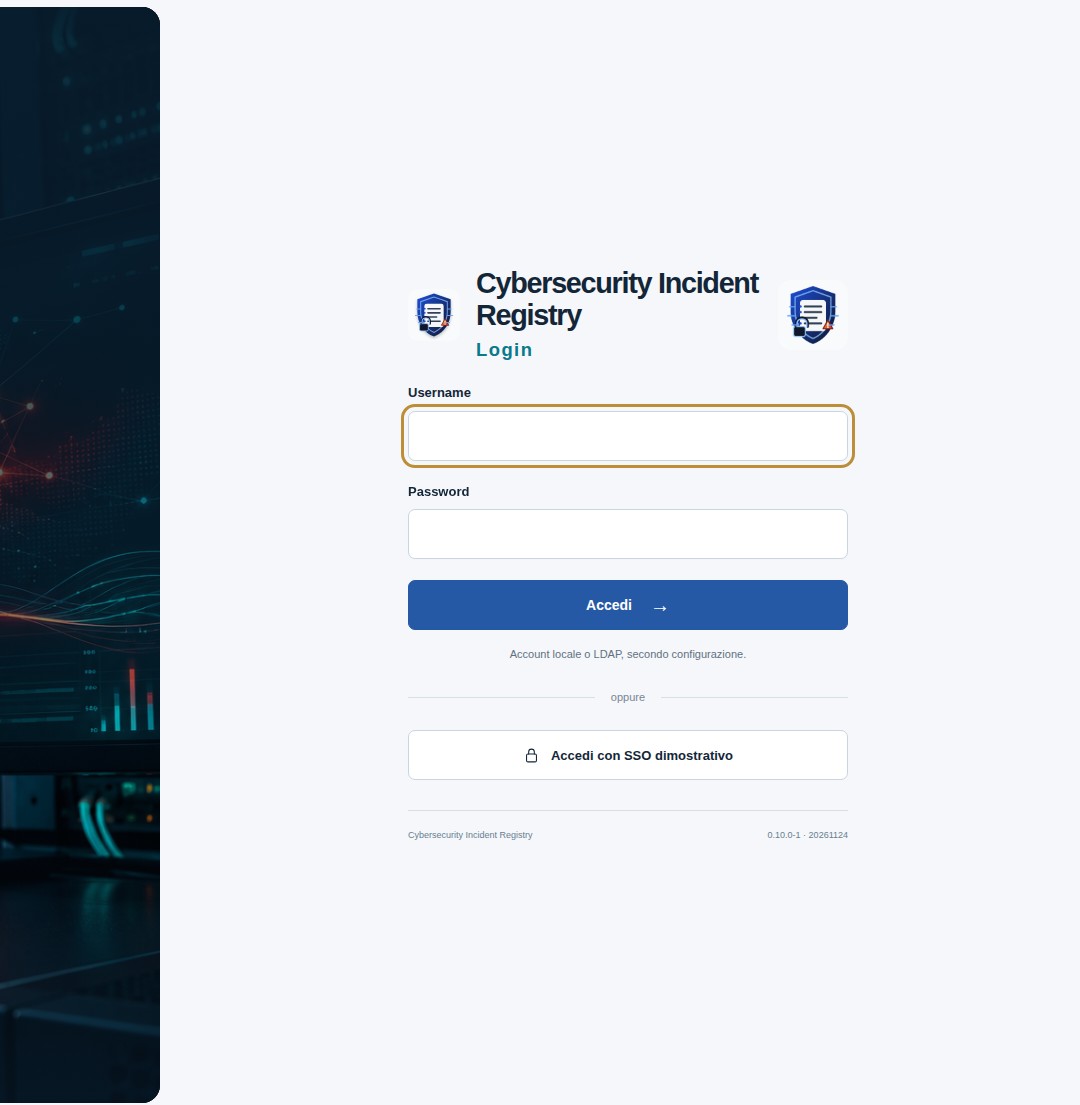 Cybersecurity Incident
Registry
Login
Username
Password
Accedi →
Account locale o LDAP, secondo configurazione.
oppure
Accedi con SSO dimostrativo
Cybersecurity Incident Registry
0.10.0-1 · 20261124